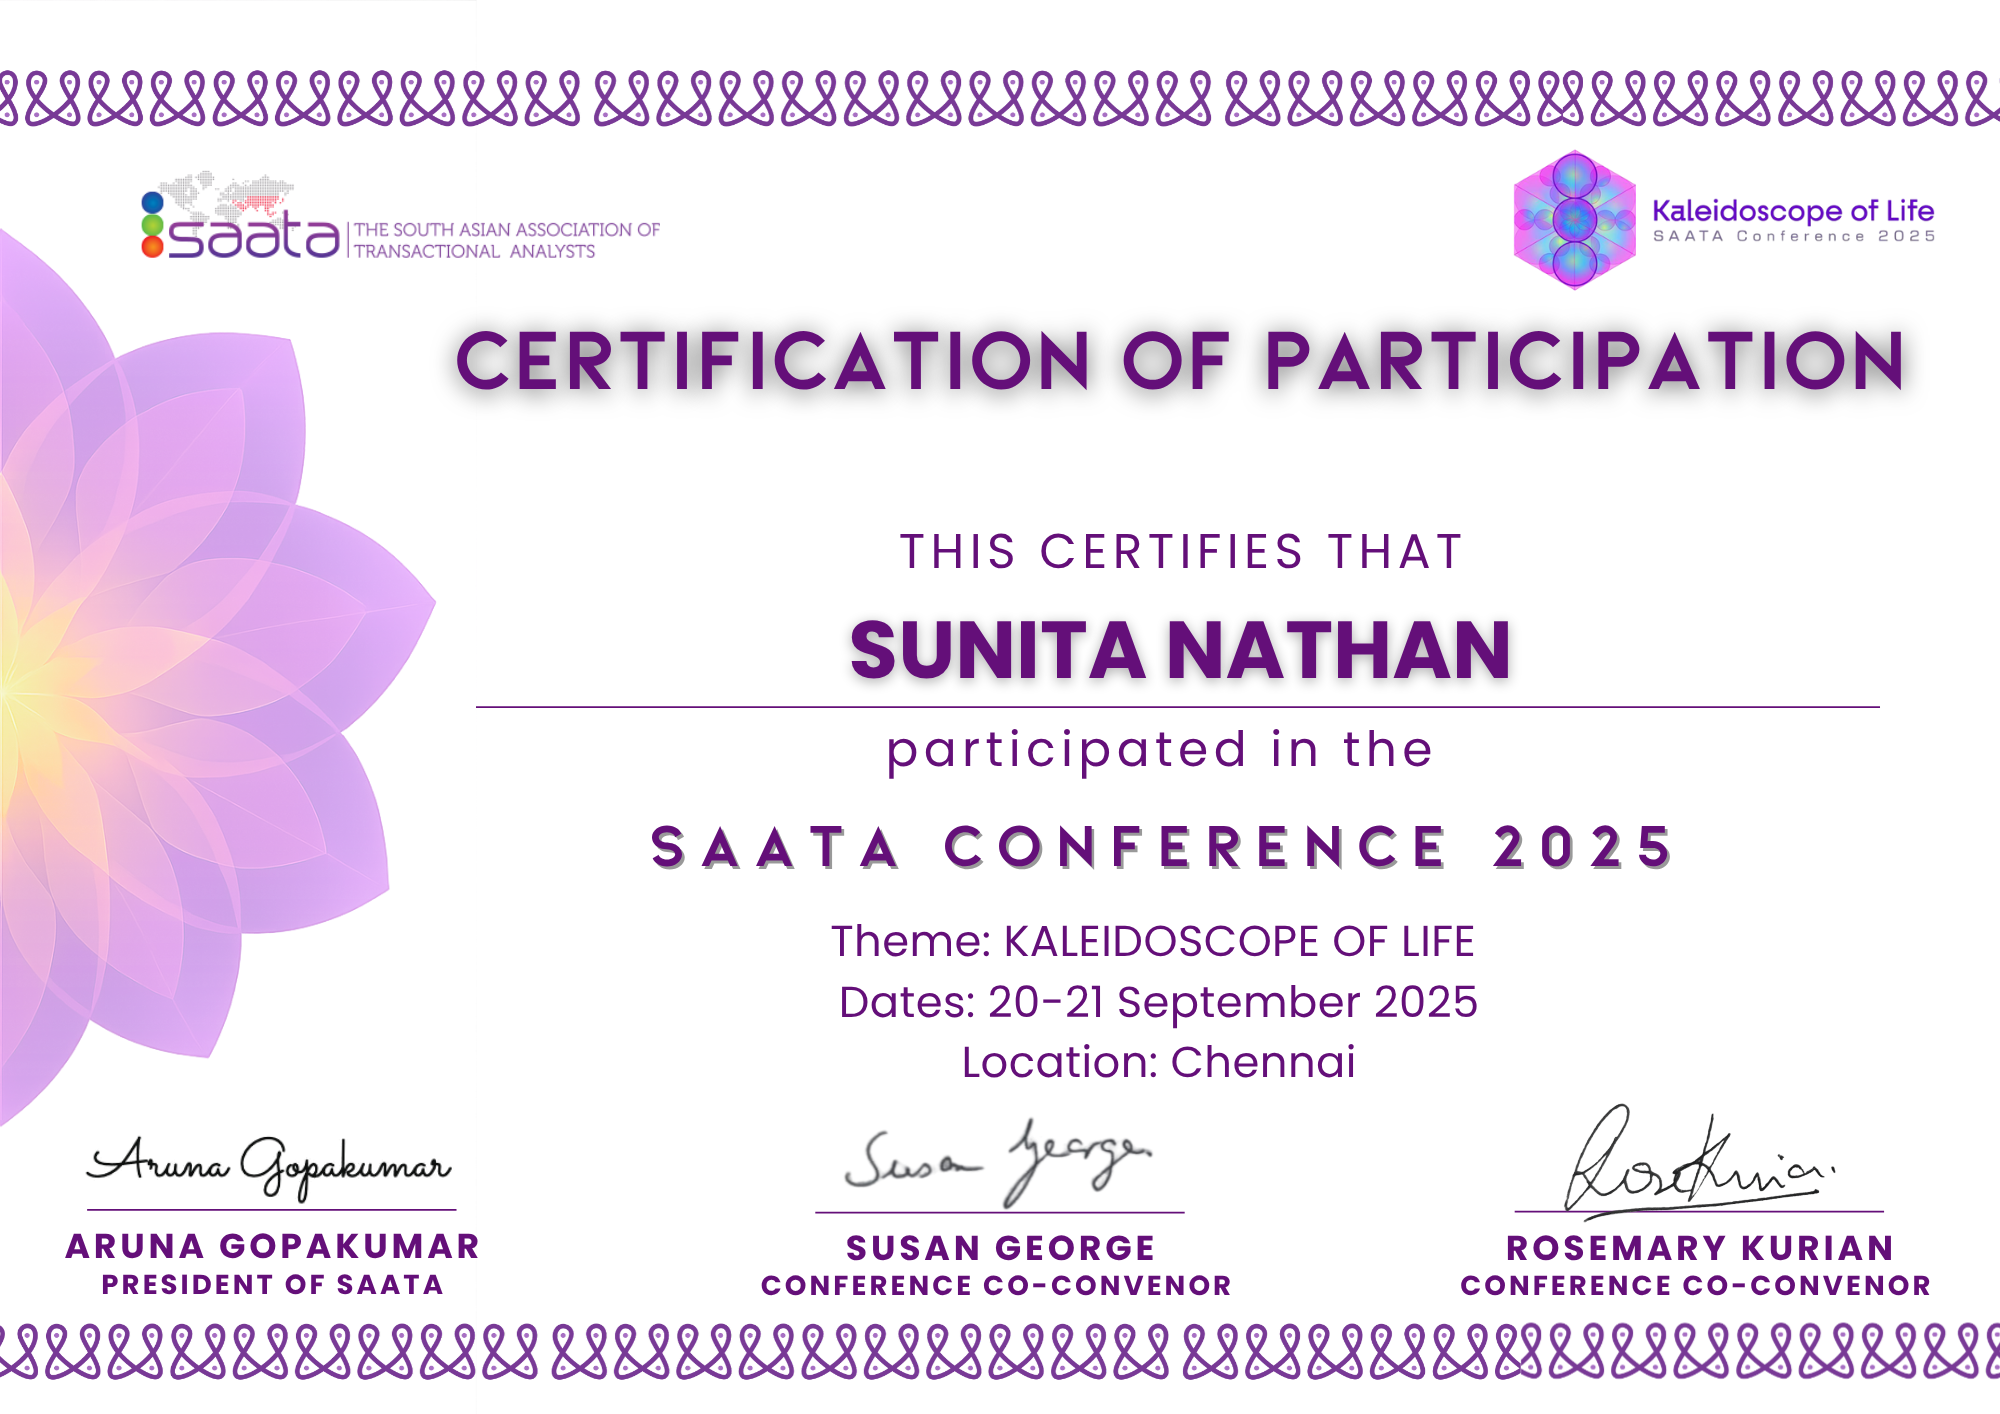 saata
THE SOUTH ASIAN ASSOCIATION OF
TRANSACTIONAL ANALYSTS
Kaleidoscope of Life
SAATA Conference 2025
CERTIFICATION OF PARTICIPATION
THIS CERTIFIES THAT
SUNITA NATHAN
participated in the
SAATA CONFERENCE 2025
Theme: KALEIDOSCOPE OF LIFE
Dates: 20-21 September 2025
Location: Chennai
Aruna Gopakumar
ARUNA GOPAKUMAR
PRESIDENT OF SAATA
Susan George
SUSAN GEORGE
CONFERENCE CO-CONVENOR
RoseKurian
ROSEMARY KURIAN
CONFERENCE CO-CONVENOR